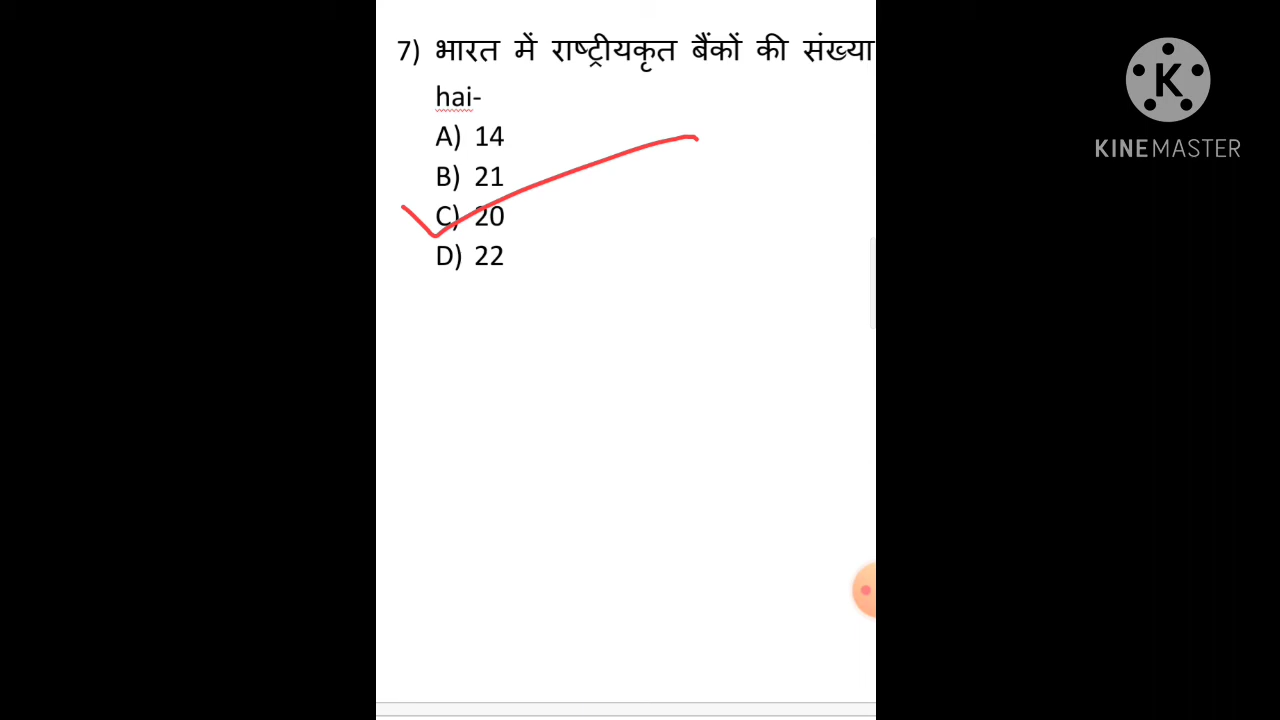 7) भारत में राष्ट्रीयकृत बैंकों की संख्या
hai-
A) 14
B) 21
C) 20
D) 22
K
KINEMASTER